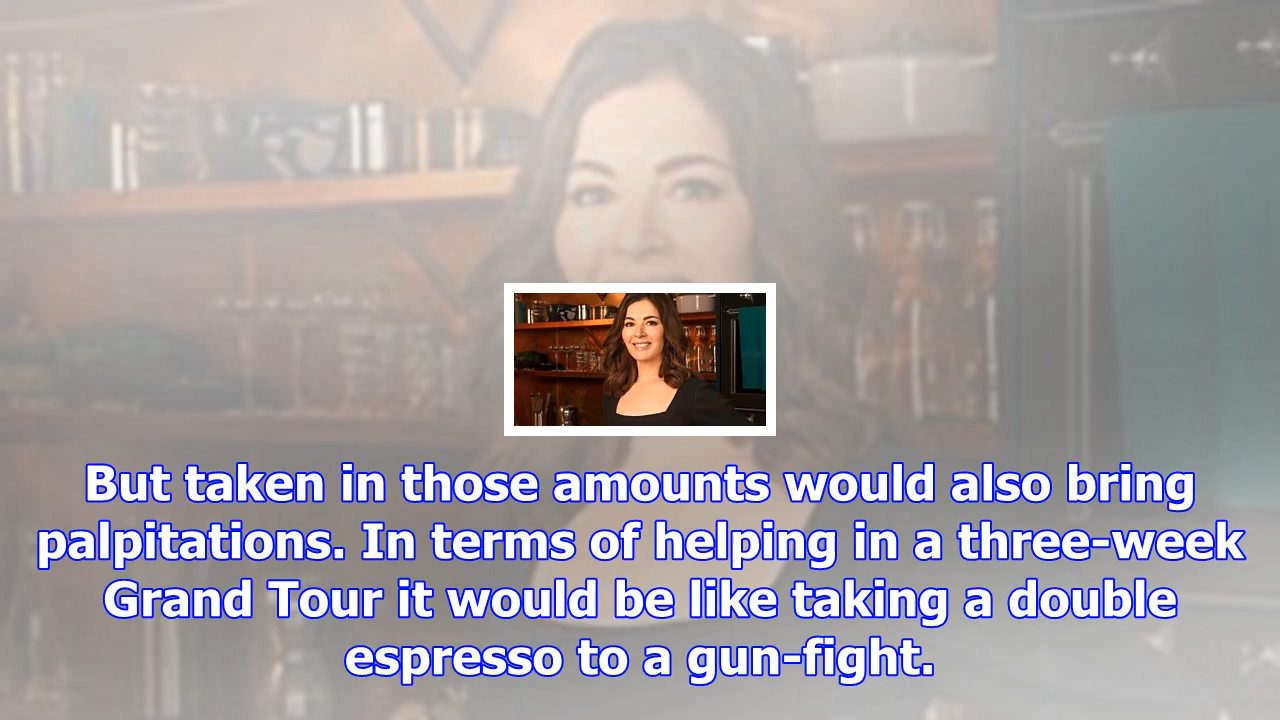 But taken in those amounts would also bring
palpitations. In terms of helping in a three-week
Grand Tour it would be like taking a double
espresso to a gun-fight.